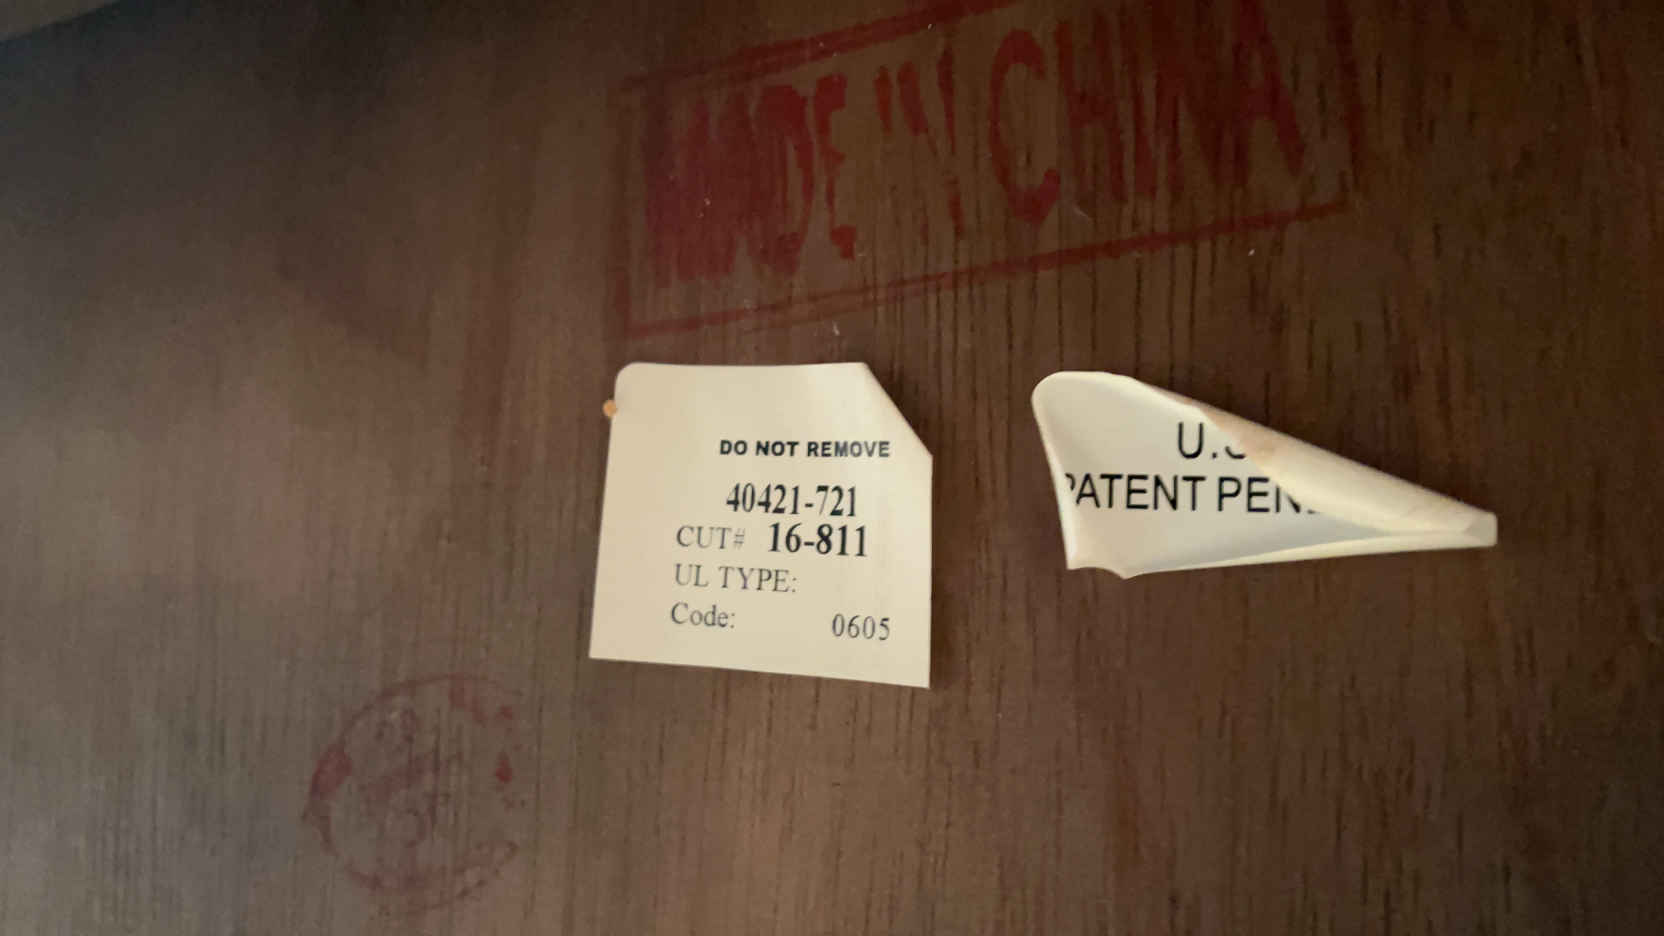 MADE IN CHINA
DO NOT REMOVE
40421-721
CUT# 16-811
UL TYPE:
Code: 0605
U.S
PATENT PEN